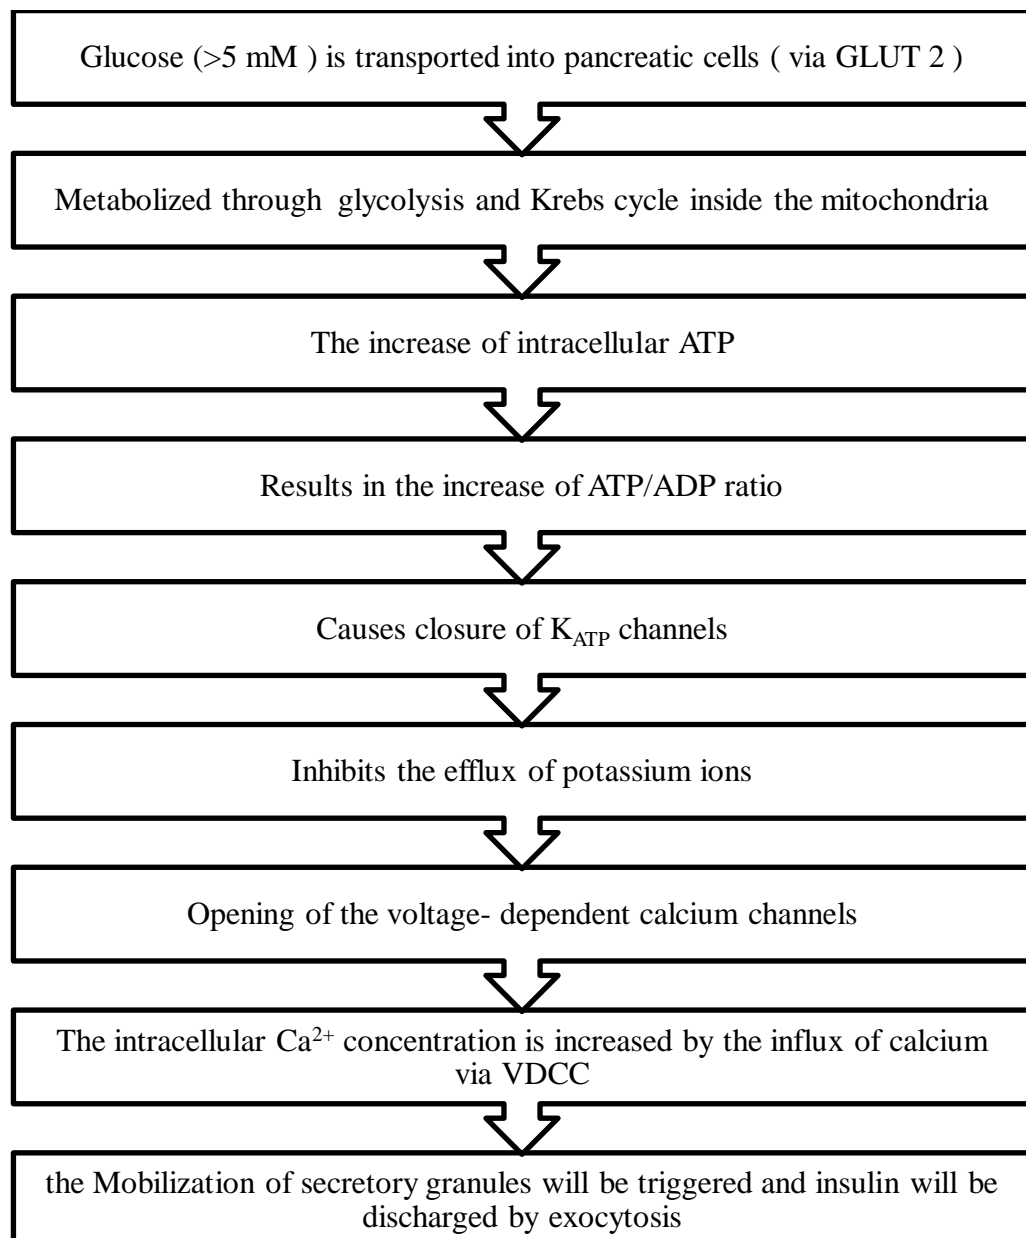 Glucose (>5 mM ) is transported into pancreatic cells ( via GLUT 2 )
Metabolized through glycolysis and Krebs cycle inside the mitochondria
The increase of intracellular ATP
Results in the increase of ATP/ADP ratio
Causes closure of K_ATP channels
Inhibits the efflux of potassium ions
Opening of the voltage- dependent calcium channels
The intracellular Ca²⁺ concentration is increased by the influx of calcium
via VDCC
the Mobilization of secretory granules will be triggered and insulin will be
discharged by exocytosis